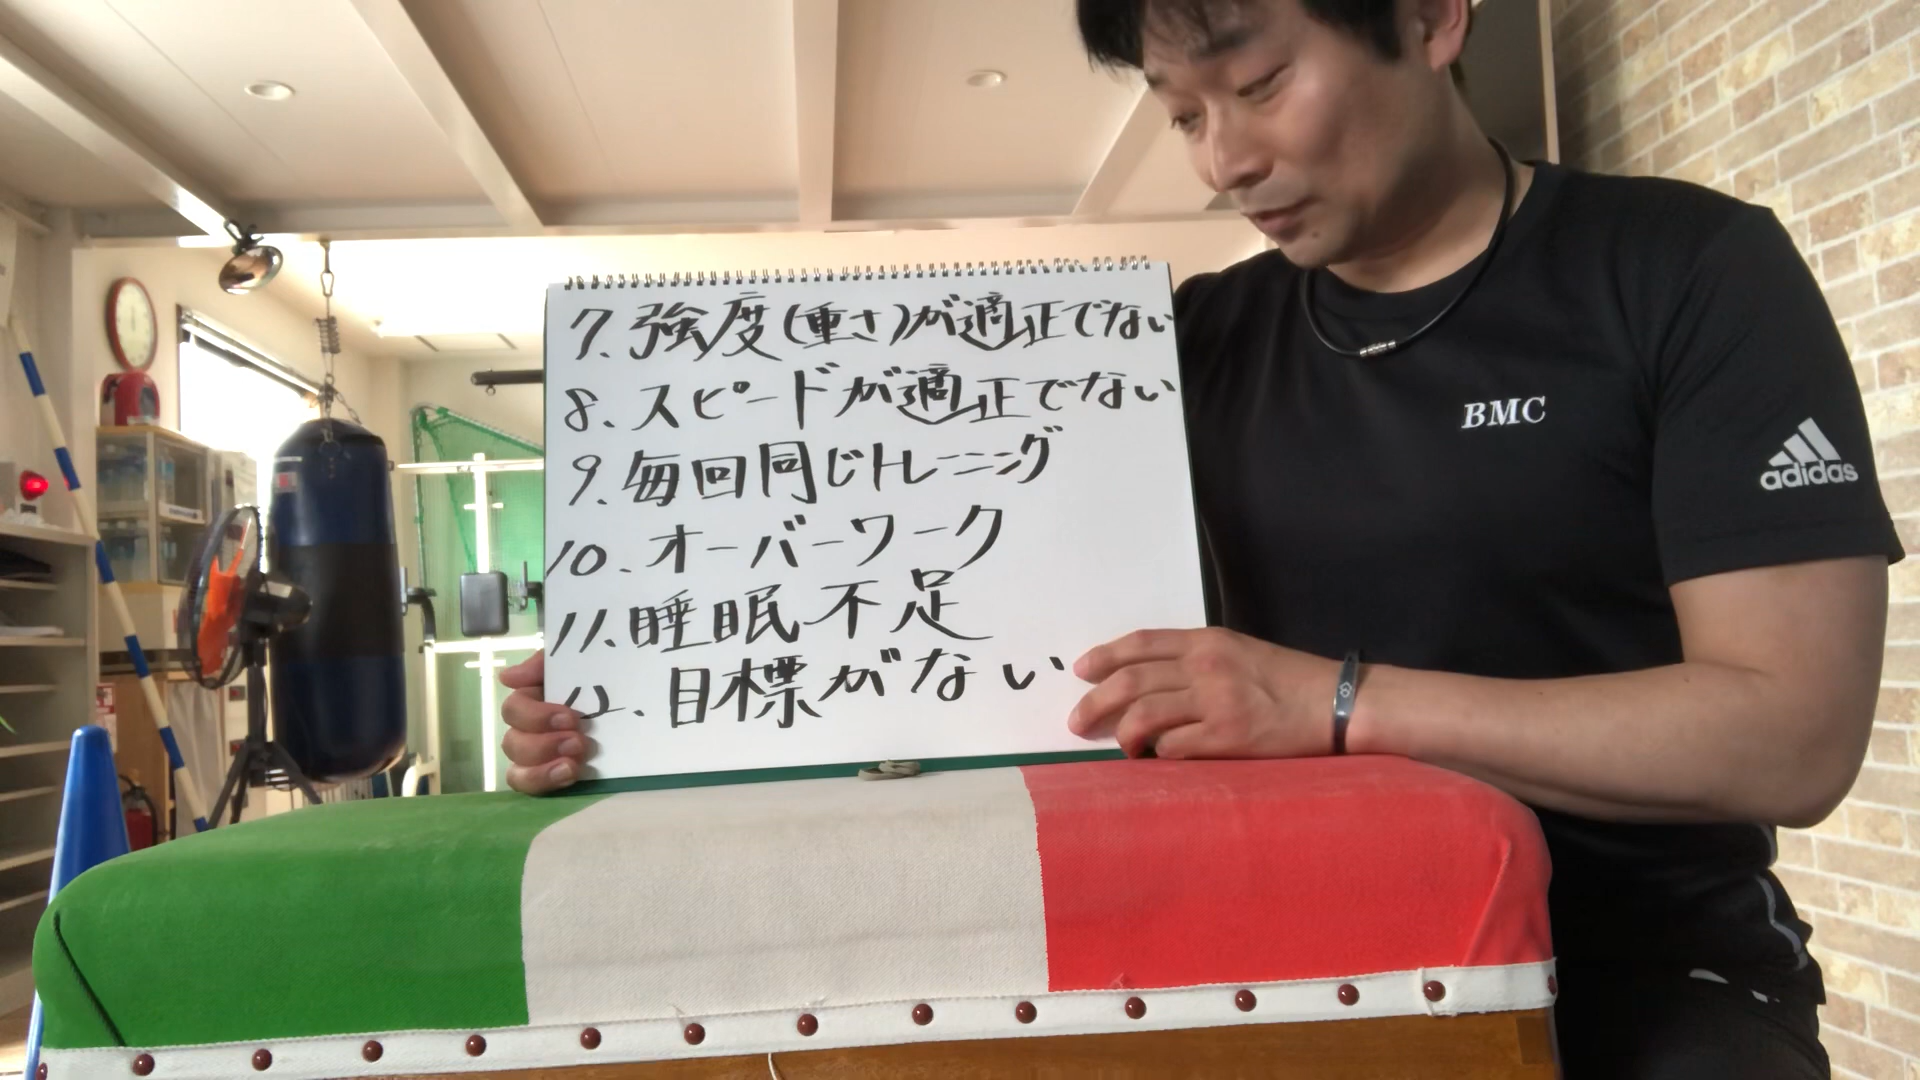 7. 強度(重さ)が適正でない
8. スピードが適正でない
9. 毎回同じトレーニング
10. オーバーワーク
11. 睡眠不足
12. 目標がない
BMC
adidas